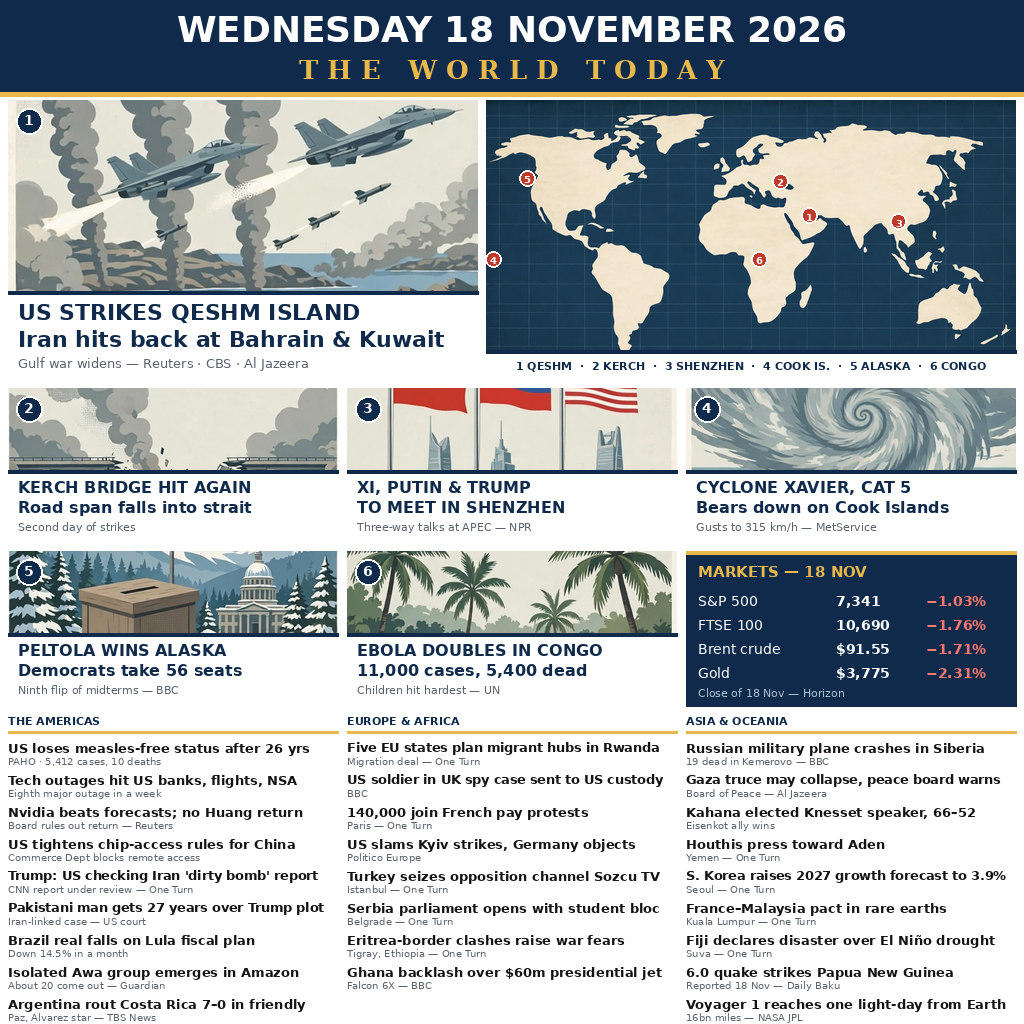 WEDNESDAY 18 NOVEMBER 2026
THE WORLD TODAY
1
US STRIKES QESHM ISLAND
Iran hits back at Bahrain & Kuwait
Gulf war widens — Reuters · CBS · Al Jazeera
5
2
1
3
4
6
1 QESHM · 2 KERCH · 3 SHENZHEN · 4 COOK IS. · 5 ALASKA · 6 CONGO
2
KERCH BRIDGE HIT AGAIN
Road span falls into strait
Second day of strikes
3
XI, PUTIN & TRUMP
TO MEET IN SHENZHEN
Three-way talks at APEC — NPR
4
CYCLONE XAVIER, CAT 5
Bears down on Cook Islands
Gusts to 315 km/h — MetService
5
PELTOLA WINS ALASKA
Democrats take 56 seats
Ninth flip of midterms — BBC
6
EBOLA DOUBLES IN CONGO
11,000 cases, 5,400 dead
Children hit hardest — UN
MARKETS — 18 NOV
S&P 500 7,341 −1.03%
FTSE 100 10,690 −1.76%
Brent crude $91.55 −1.71%
Gold $3,775 −2.31%
Close of 18 Nov — Horizon
THE AMERICAS
US loses measles-free status after 26 yrs
PAHO · 5,412 cases, 10 deaths
Tech outages hit US banks, flights, NSA
Eighth major outage in a week
Nvidia beats forecasts; no Huang return
Board rules out return — Reuters
US tightens chip-access rules for China
Commerce Dept blocks remote access
Trump: US checking Iran 'dirty bomb' report
CNN report under review — One Turn
Pakistani man gets 27 years over Trump plot
Iran-linked case — US court
Brazil real falls on Lula fiscal plan
Down 14.5% in a month
Isolated Awa group emerges in Amazon
About 20 come out — Guardian
Argentina rout Costa Rica 7–0 in friendly
Paz, Alvarez star — TBS News
EUROPE & AFRICA
Five EU states plan migrant hubs in Rwanda
Migration deal — One Turn
US soldier in UK spy case sent to US custody
BBC
140,000 join French pay protests
Paris — One Turn
US slams Kyiv strikes, Germany objects
Politico Europe
Turkey seizes opposition channel Sozcu TV
Istanbul — One Turn
Serbia parliament opens with student bloc
Belgrade — One Turn
Eritrea-border clashes raise war fears
Tigray, Ethiopia — One Turn
Ghana backlash over $60m presidential jet
Falcon 6X — BBC
ASIA & OCEANIA
Russian military plane crashes in Siberia
19 dead in Kemerovo — BBC
Gaza truce may collapse, peace board warns
Board of Peace — Al Jazeera
Kahana elected Knesset speaker, 66–52
Eisenkot ally wins
Houthis press toward Aden
Yemen — One Turn
S. Korea raises 2027 growth forecast to 3.9%
Seoul — One Turn
France–Malaysia pact in rare earths
Kuala Lumpur — One Turn
Fiji declares disaster over El Niño drought
Suva — One Turn
6.0 quake strikes Papua New Guinea
Reported 18 Nov — Daily Baku
Voyager 1 reaches one light-day from Earth
16bn miles — NASA JPL